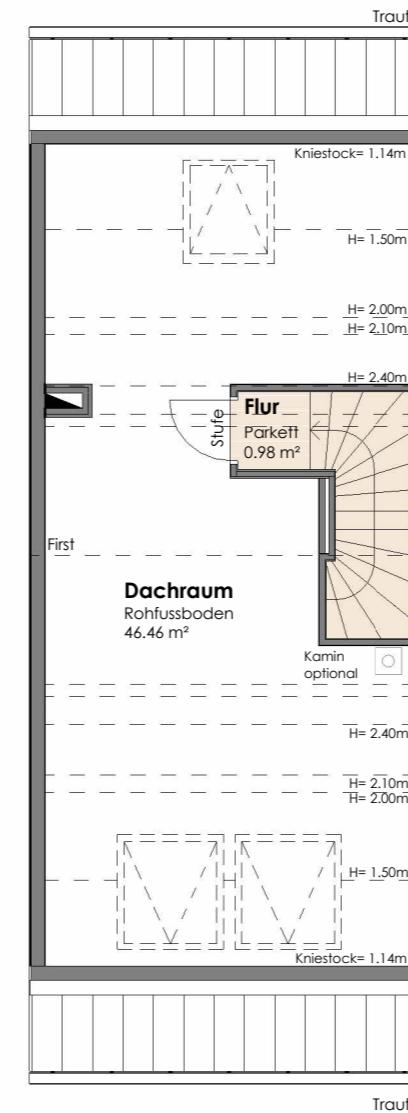 Trauf
Kniestock= 1.14m
H= 1.50m
H= 2.00m
H= 2.10m
H= 2.40m
Stufe
Flur
Parkett
0.98 m²
First
Dachraum
Rohfussboden
46.46 m²
Kamin
optional
H= 2.40m
H= 2.10m
H= 2.00m
H= 1.50m
Kniestock= 1.14m
Trauf